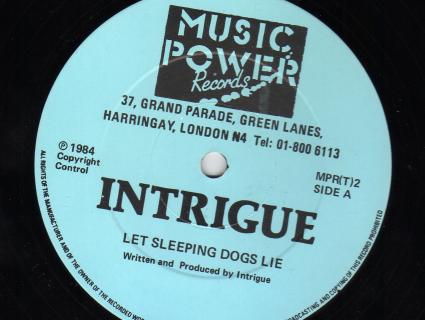 MUSIC
POWER
Records
37, GRAND PARADE, GREEN LANES,
HARRINGAY, LONDON N4 Tel: 01-800 6113
℗ 1984
Copyright
Control
MPR(T)2
SIDE A
INTRIGUE
LET SLEEPING DOGS LIE
Written and Produced by Intrigue
ALL RIGHTS OF THE MANUFACTURER AND OF THE OWNER OF THE RECORDED WO
BROADCASTING AND COPYING OF THIS RECORD PROHIBITED